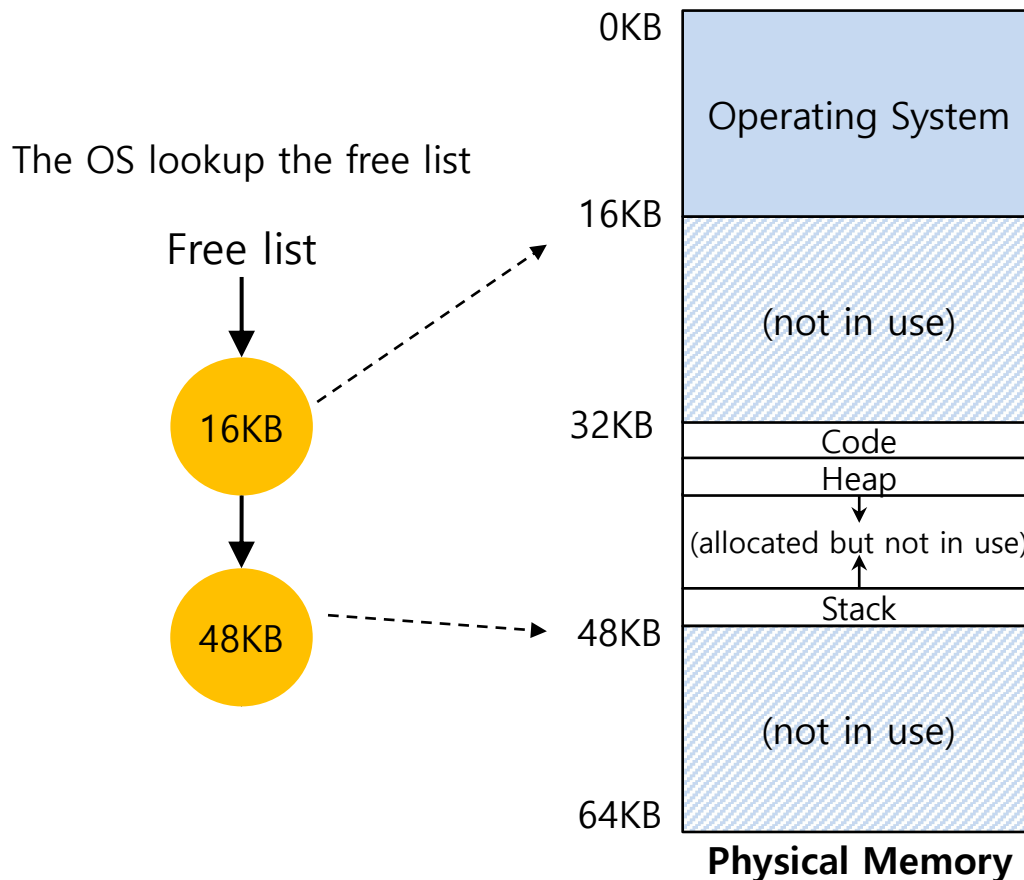 The OS lookup the free list
Free list
16KB
48KB
0KB
Operating System
16KB
(not in use)
32KB
Code
Heap
(allocated but not in use)
Stack
48KB
(not in use)
64KB
Physical Memory